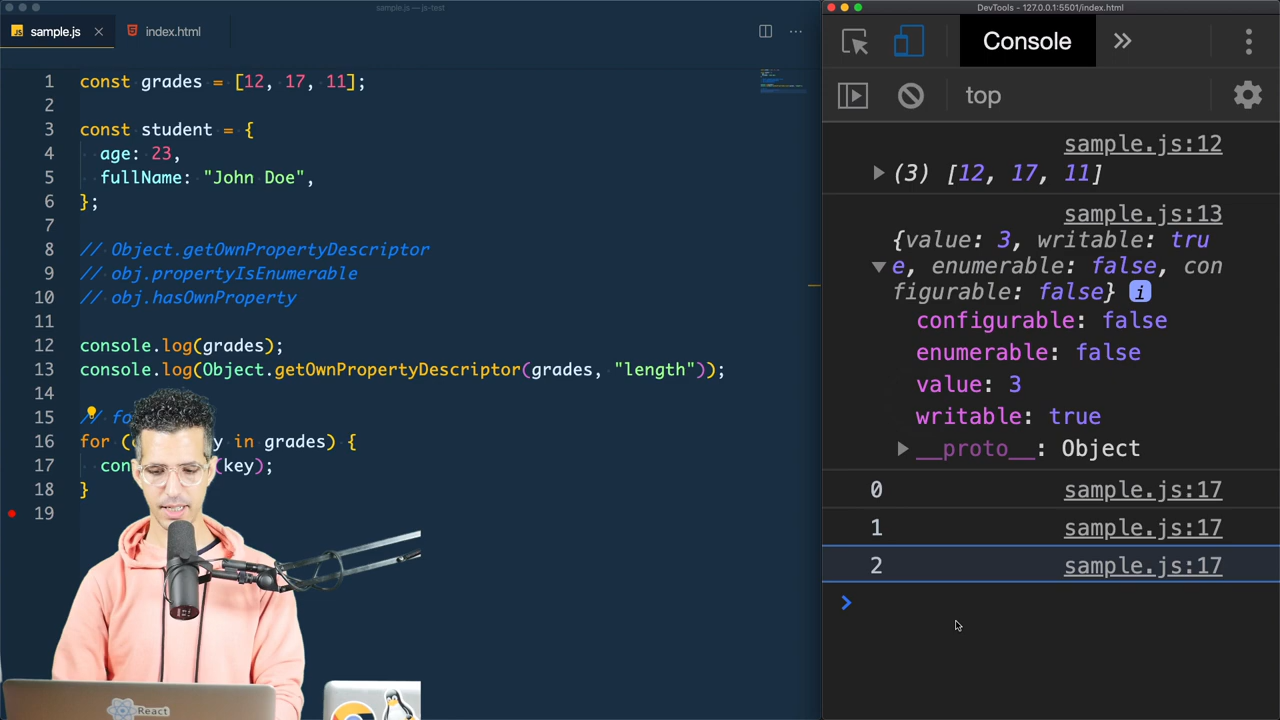 sample.js — js-test
JS sample.js
index.html
1 const grades = [12, 17, 11];
2
3 const student = {
4 age: 23,
5 fullName: "John Doe",
6 };
7
8 // Object.getOwnPropertyDescriptor
9 // obj.propertyIsEnumerable
10 // obj.hasOwnProperty
11
12 console.log(grades);
13 console.log(Object.getOwnPropertyDescriptor(grades, "length"));
14
15 // fo
16 for (c y in grades) {
17 con (key);
18 }
19
React
DevTools - 127.0.0.1:5501/index.html
Console
top
sample.js:12
(3) [12, 17, 11]
sample.js:13
{value: 3, writable: tru
e, enumerable: false, con
figurable: false} i
configurable: false
enumerable: false
value: 3
writable: true
__proto__: Object
0 sample.js:17
1 sample.js:17
2 sample.js:17